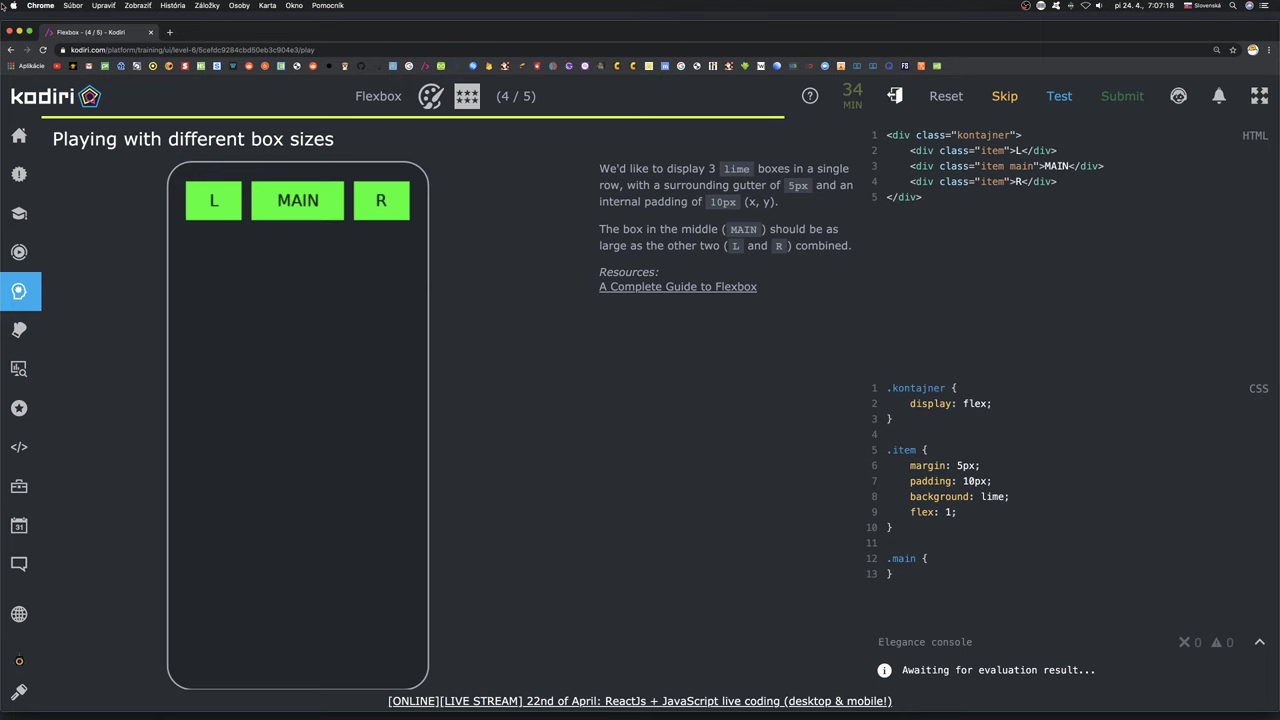 Chrome Súbor Upraviť Zobraziť História Záložky Osoby Karta Okno Pomocník
pi 24. 4., 7:07:18
Slovenská
Flexbox - (4 / 5) - Kodiri
kodiri.com/platform/training/ui/level-6/5cefdc9284cbd50eb3c904e3/play
Aplikácie
kodiri
Flexbox
(4 / 5)
34
MIN
Reset
Skip
Test
Submit
Playing with different box sizes
L
MAIN
R
We'd like to display 3 lime boxes in a single
row, with a surrounding gutter of 5px and an
internal padding of 10px (x, y).
The box in the middle ( MAIN ) should be as
large as the other two ( L and R ) combined.
Resources:
A Complete Guide to Flexbox
HTML
1 <div class="kontajner">
2 <div class="item">L</div>
3 <div class="item main">MAIN</div>
4 <div class="item">R</div>
5 </div>
CSS
1 .kontajner {
2 display: flex;
3 }
4
5 .item {
6 margin: 5px;
7 padding: 10px;
8 background: lime;
9 flex: 1;
10 }
11
12 .main {
13 }
Elegance console
0
0
Awaiting for evaluation result...
31
[ONLINE][LIVE STREAM] 22nd of April: ReactJs + JavaScript live coding (desktop & mobile!)